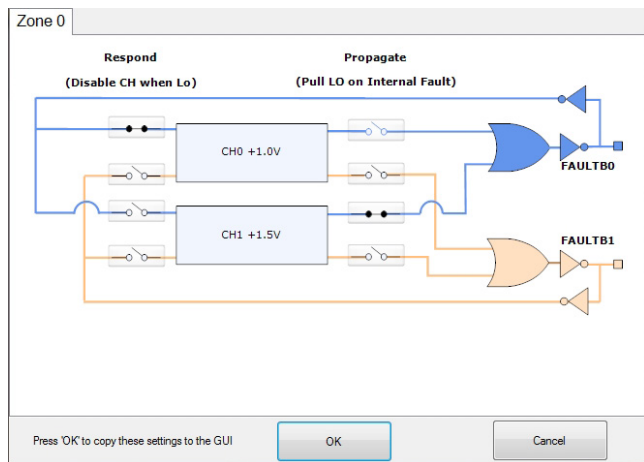 Zone 0
Respond
(Disable CH when Lo)
Propagate
(Pull LO on Internal Fault)
CH0 +1.0V
FAULTB0
CH1 +1.5V
FAULTB1
Press 'OK' to copy these settings to the GUI
OK
Cancel